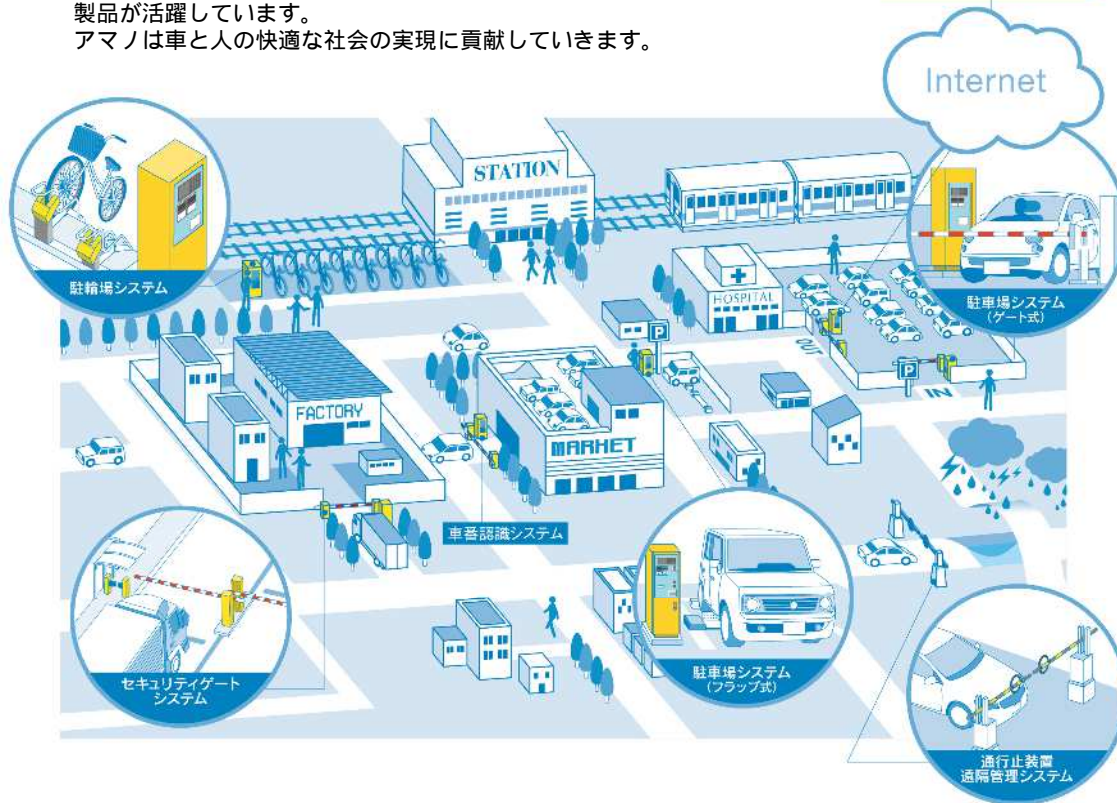 製品が活躍しています。
アマノは車と人の快適な社会の実現に貢献していきます。
Internet
STATION
駐輪場システム
HOSPITAL
駐車場システム
(ゲート式)
P
OUT
P
IN
FACTORY
MARKET
車番認識システム
セキュリティゲート
システム
駐車場システム
(フラップ式)
通行止装置
遠隔管理システム